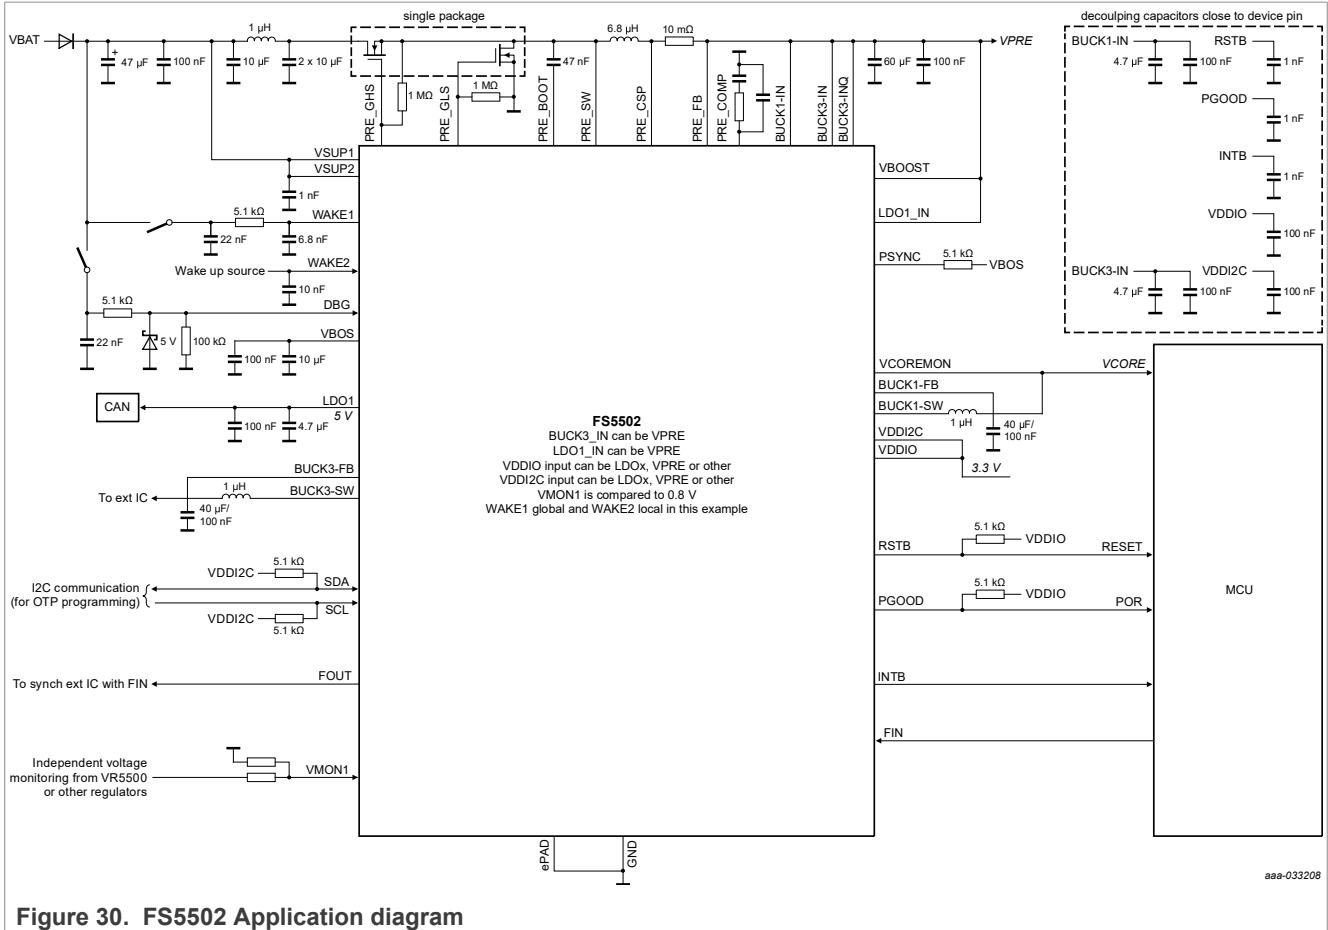 single package
decoulping capacitors close to device pin
VBAT
1 µH
6.8 µH
10 mΩ
VPRE
+
47 µF
100 nF
10 µF
2 x 10 µF
1 MΩ
1 MΩ
47 nF
60 µF
100 nF
PRE_GHS
PRE_GLS
PRE_BOOT
PRE_SW
PRE_CSP
PRE_FB
PRE_COMP
BUCK1-IN
BUCK3-IN
BUCK3-INQ
BUCK1-IN
4.7 µF
100 nF
RSTB
1 nF
PGOOD
1 nF
INTB
1 nF
VDDIO
100 nF
BUCK3-IN
4.7 µF
100 nF
VDDI2C
100 nF
VSUP1
VSUP2
1 nF
5.1 kΩ
WAKE1
22 nF
6.8 nF
Wake up source
WAKE2
10 nF
5.1 kΩ
DBG
22 nF
5 V
100 kΩ
VBOS
100 nF
10 µF
CAN
LDO1
5 V
100 nF
4.7 µF
BUCK3-FB
To ext IC
1 µH
BUCK3-SW
40 µF/
100 nF
I2C communication
(for OTP programming)
VDDI2C
5.1 kΩ
SDA
SCL
VDDI2C
5.1 kΩ
To synch ext IC with FIN
FOUT
Independent voltage
monitoring from VR5500
or other regulators
VMON1
FS5502
BUCK3_IN can be VPRE
LDO1_IN can be VPRE
VDDIO input can be LDOx, VPRE or other
VDDI2C input can be LDOx, VPRE or other
VMON1 is compared to 0.8 V
WAKE1 global and WAKE2 local in this example
ePAD
GND
VBOOST
LDO1_IN
PSYNC
5.1 kΩ
VBOS
VCOREMON
VCORE
BUCK1-FB
BUCK1-SW
1 µH
40 µF/
100 nF
VDDI2C
VDDIO
3.3 V
5.1 kΩ
VDDIO
RSTB
RESET
5.1 kΩ
VDDIO
PGOOD
POR
INTB
FIN
MCU
aaa-033208
Figure 30. FS5502 Application diagram